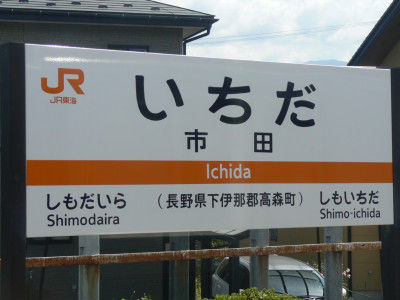 JR
JR東海
いちだ
市田
Ichida
しもだいら
Shimodaira
(長野県下伊那郡高森町)
しもいちだ
Shimo-ichida